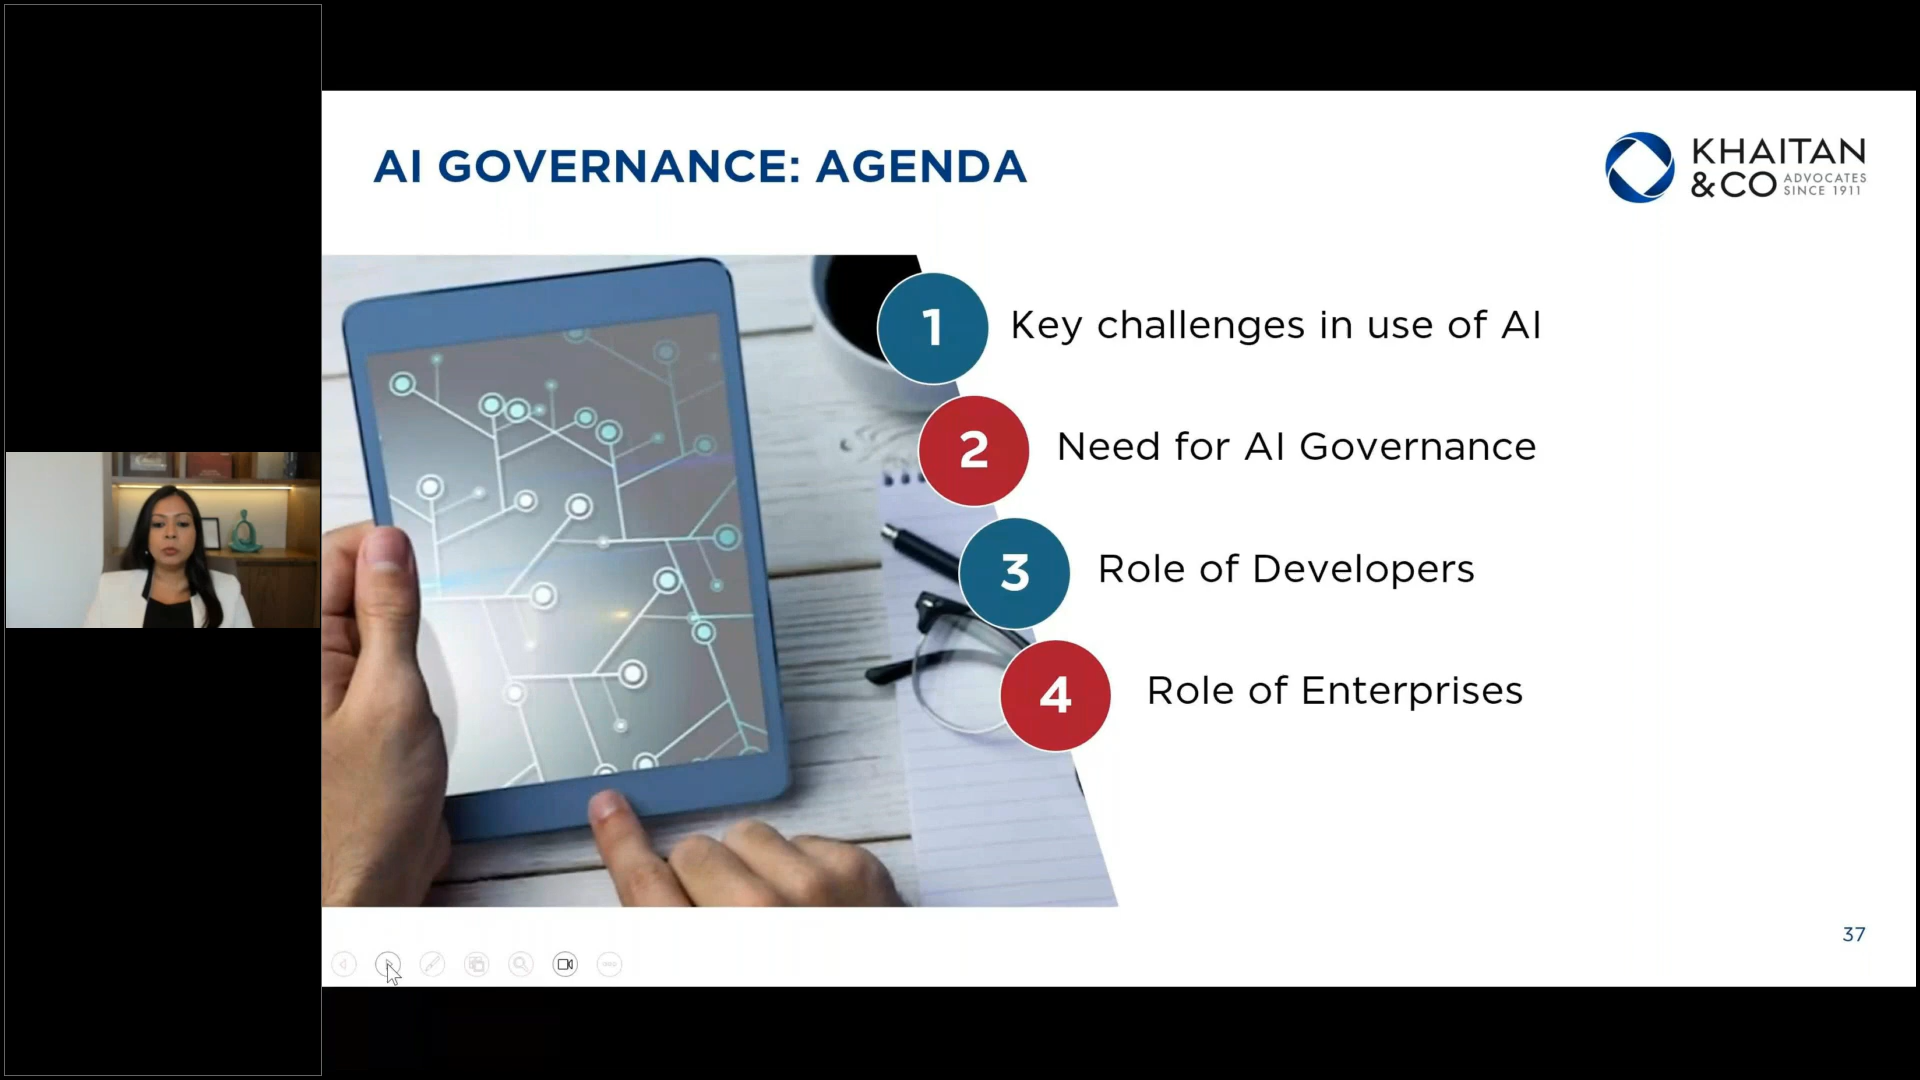 AI GOVERNANCE: AGENDA
KHAITAN
&CO ADVOCATES
SINCE 1911
1 Key challenges in use of AI
2 Need for AI Governance
3 Role of Developers
4 Role of Enterprises
37